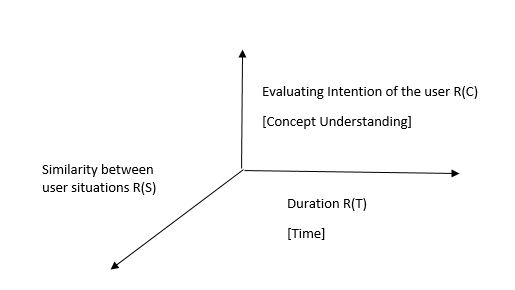 Evaluating Intention of the user R(C)
[Concept Understanding]
Similarity between
user situations R(S)
Duration R(T)
[Time]